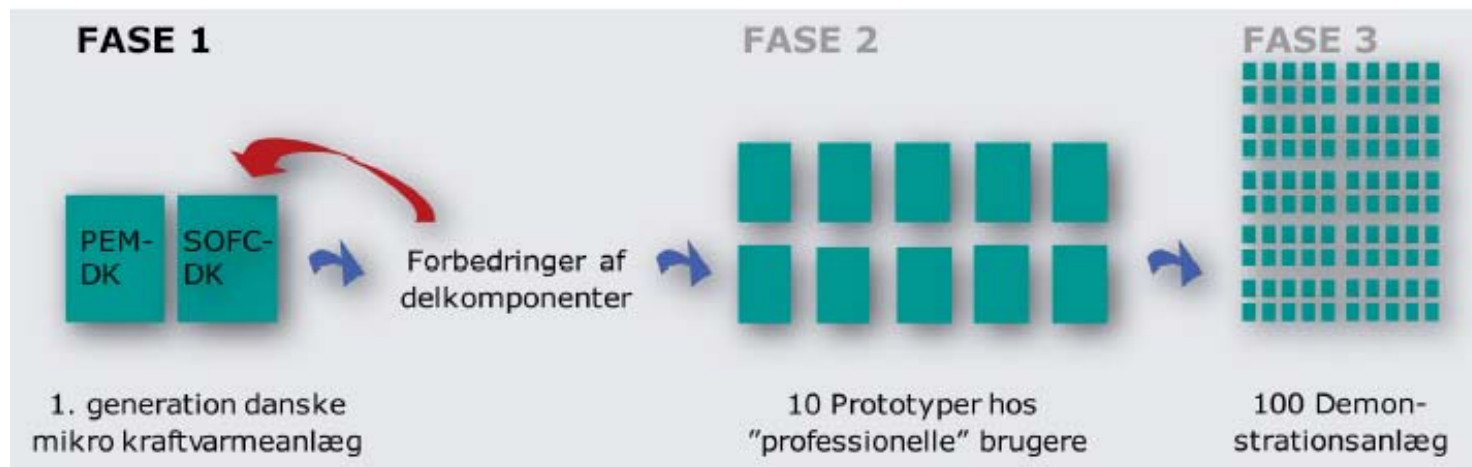 FASE 1
FASE 2
FASE 3
PEM-
DK
SOFC-
DK
Forbedringer af
delkomponenter
1. generation danske
mikro kraftvarmeanlæg
10 Prototyper hos
”professionelle” brugere
100 Demon-
strationsanlæg